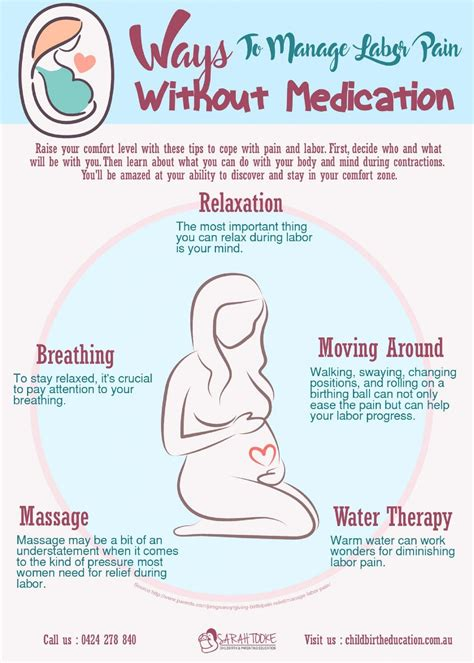 Ways To Manage Labor Pain
Without Medication
Raise your comfort level with these tips to cope with pain and labor. First, decide who and what
will be with you. Then learn about what you can do with your body and mind during contractions.
You'll be amazed at your ability to discover and stay in your comfort zone.
Relaxation
The most important thing
you can relax during labor
is your mind.
Breathing
To stay relaxed, it's crucial
to pay attention to your
breathing.
Moving Around
Walking, swaying, changing
positions, and rolling on a
birthing ball can not only
ease the pain but can help
your labor progress.
Massage
Massage may be a bit of an
understatement when it comes
to the kind of pressure most
women need for relief during
labor.
Water Therapy
Warm water can work
wonders for diminishing
labor pain.
Call us : 0424 278 840
SARAH TOOKE
CHILDBIRTH & PARENTING EDUCATION
Visit us : childbirtheducation.com.au